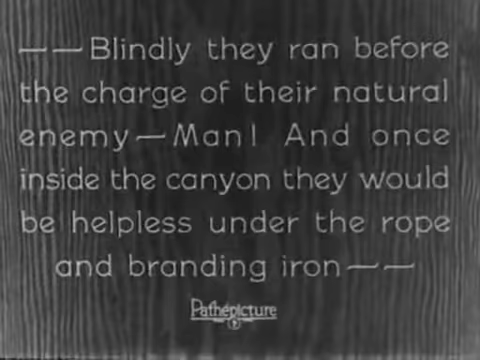 ——Blindly they ran before
the charge of their natural
enemy—Man! And once
inside the canyon they would
be helpless under the rope
and branding iron——
Pathépicture